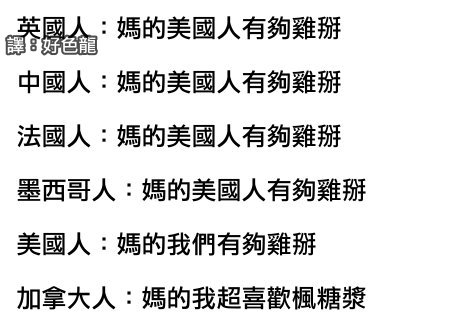 英國人：媽的美國人有夠雞掰
譯：好色龍
中國人：媽的美國人有夠雞掰
法國人：媽的美國人有夠雞掰
墨西哥人：媽的美國人有夠雞掰
美國人：媽的我們有夠雞掰
加拿大人：媽的我超喜歡楓糖漿